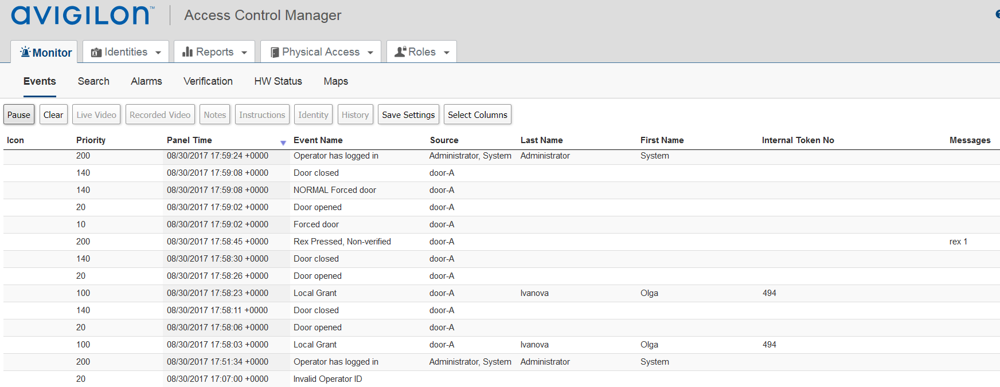 aVIGILON™ Access Control Manager
Monitor Identities Reports Physical Access Roles
Events Search Alarms Verification HW Status Maps
Pause Clear Live Video Recorded Video Notes Instructions Identity History Save Settings Select Columns
Icon Priority Panel Time Event Name Source Last Name First Name Internal Token No Messages
200 08/30/2017 17:59:24 +0000 Operator has logged in Administrator, System Administrator System
140 08/30/2017 17:59:08 +0000 Door closed door-A
140 08/30/2017 17:59:08 +0000 NORMAL Forced door door-A
20 08/30/2017 17:59:02 +0000 Door opened door-A
10 08/30/2017 17:59:02 +0000 Forced door door-A
200 08/30/2017 17:58:45 +0000 Rex Pressed, Non-verified door-A rex 1
140 08/30/2017 17:58:30 +0000 Door closed door-A
20 08/30/2017 17:58:26 +0000 Door opened door-A
100 08/30/2017 17:58:23 +0000 Local Grant door-A Ivanova Olga 494
140 08/30/2017 17:58:11 +0000 Door closed door-A
20 08/30/2017 17:58:06 +0000 Door opened door-A
100 08/30/2017 17:58:03 +0000 Local Grant door-A Ivanova Olga 494
200 08/30/2017 17:51:34 +0000 Operator has logged in Administrator, System Administrator System
20 08/30/2017 17:07:00 +0000 Invalid Operator ID